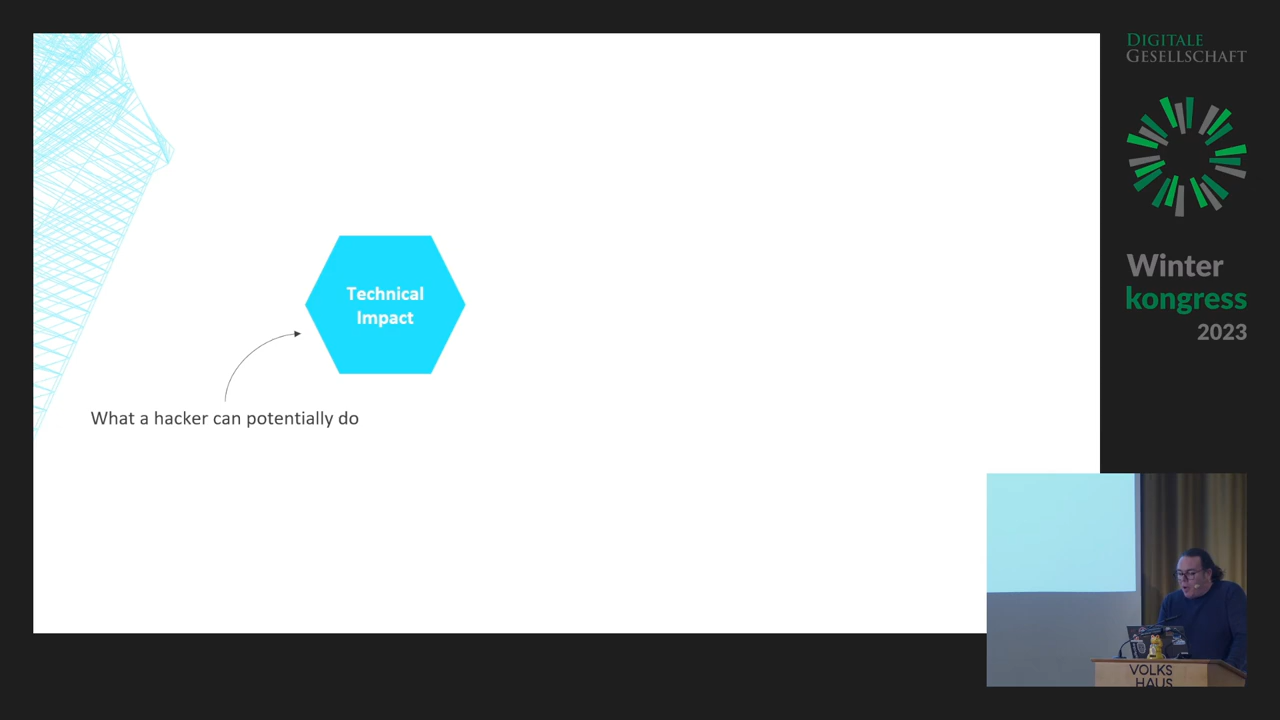 Technical
Impact
What a hacker can potentially do
DIGITALE
GESELLSCHAFT
Winter
kongress
2023
VOLKS
HAUS